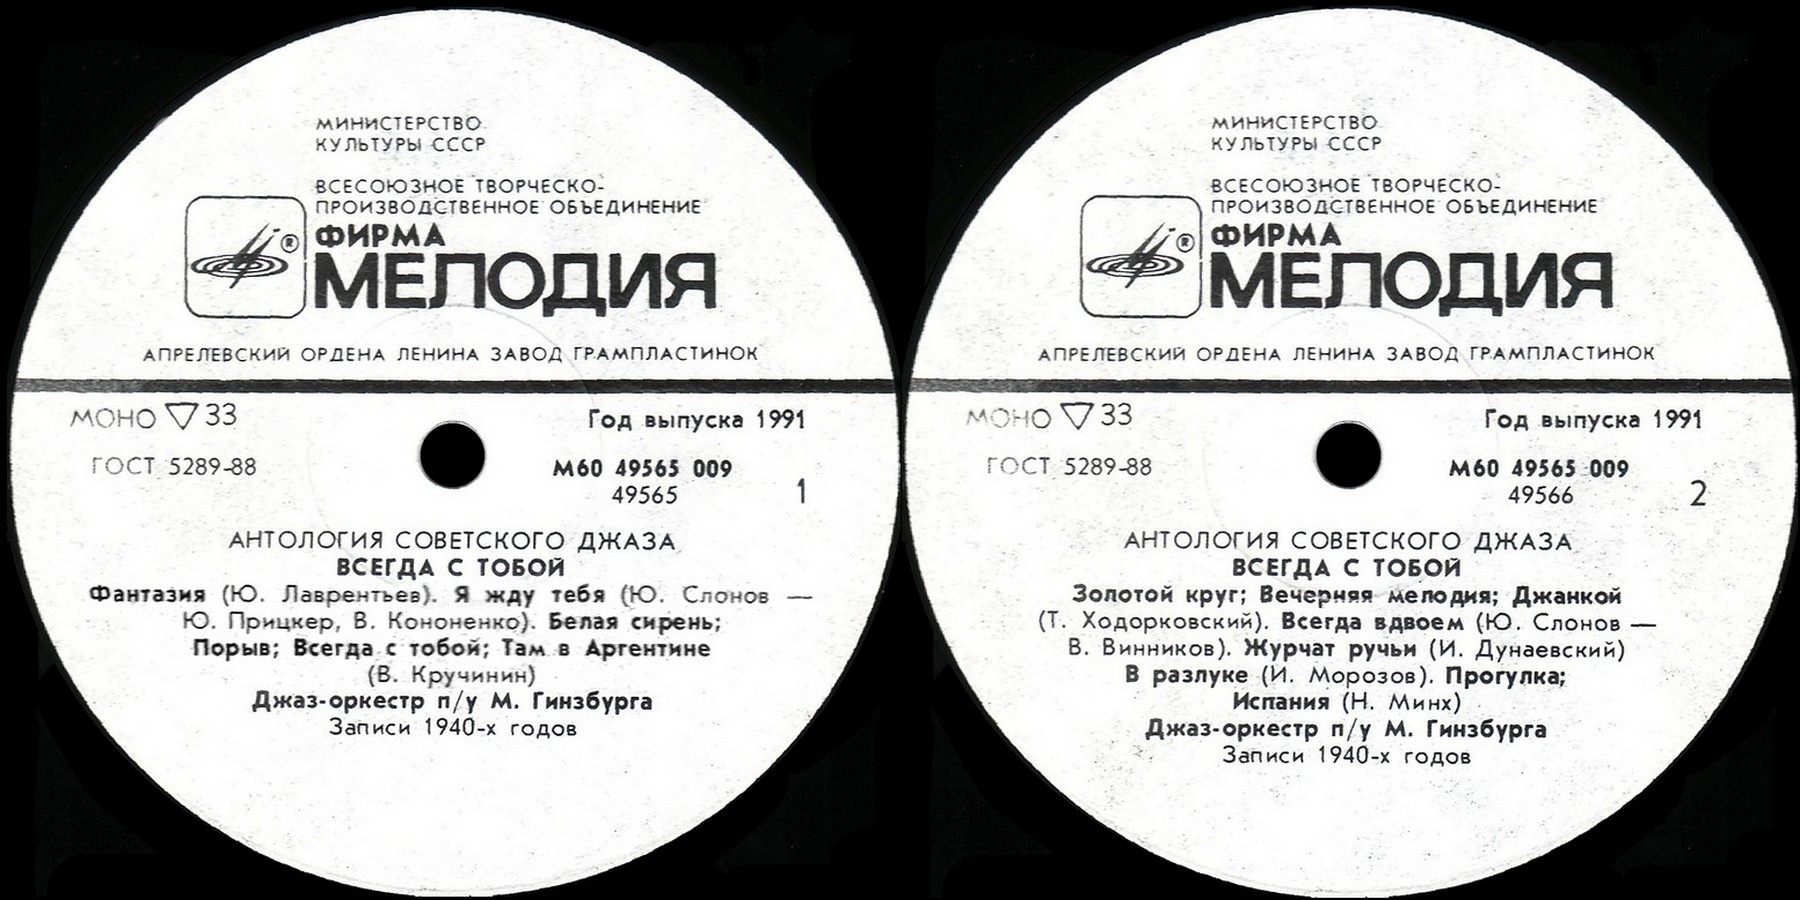 МИНИСТЕРСТВО
КУЛЬТУРЫ СССР
ВСЕСОЮЗНОЕ ТВОРЧЕСКО-
ПРОИЗВОДСТВЕННОЕ ОБЪЕДИНЕНИЕ
ФИРМА
®
МЕЛОДИЯ
АПРЕЛЕВСКИЙ ОРДЕНА ЛЕНИНА ЗАВОД ГРАМПЛАСТИНОК
МОНО ▽ 33
Год выпуска 1991
ГОСТ 5289-88
М60 49565 009
49565
1
АНТОЛОГИЯ СОВЕТСКОГО ДЖАЗА
ВСЕГДА С ТОБОЙ
Фантазия (Ю. Лаврентьев). Я жду тебя (Ю. Слонов —
Ю. Прицкер, В. Кононенко). Белая сирень;
Порыв; Всегда с тобой; Там в Аргентине
(В. Кручинин)
Джаз-оркестр п/у М. Гинзбурга
Записи 1940-х годов
МИНИСТЕРСТВО
КУЛЬТУРЫ СССР
ВСЕСОЮЗНОЕ ТВОРЧЕСКО-
ПРОИЗВОДСТВЕННОЕ ОБЪЕДИНЕНИЕ
ФИРМА
®
МЕЛОДИЯ
АПРЕЛЕВСКИЙ ОРДЕНА ЛЕНИНА ЗАВОД ГРАМПЛАСТИНОК
МОНО ▽ 33
Год выпуска 1991
ГОСТ 5289-88
М60 49565 009
49566
2
АНТОЛОГИЯ СОВЕТСКОГО ДЖАЗА
ВСЕГДА С ТОБОЙ
Золотой круг; Вечерняя мелодия; Джанкой
(Т. Ходорковский). Всегда вдвоем (Ю. Слонов —
В. Винников). Журчат ручьи (И. Дунаевский)
В разлуке (И. Морозов). Прогулка;
Испания (Н. Минх)
Джаз-оркестр п/у М. Гинзбурга
Записи 1940-х годов